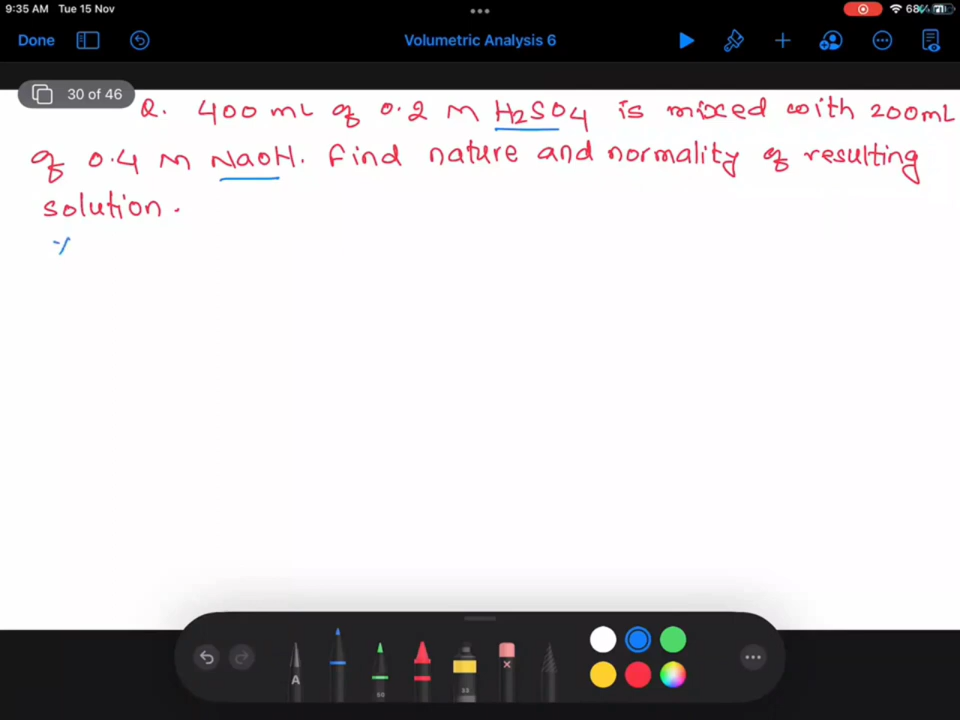 9:35 AM Tue 15 Nov 68%
Done Volumetric Analysis 6
30 of 46
Q. 400 mL of 0.2 M H2SO4 is mixed with 200mL
of 0.4 M NaOH. Find nature and normality of resulting
solution.
A